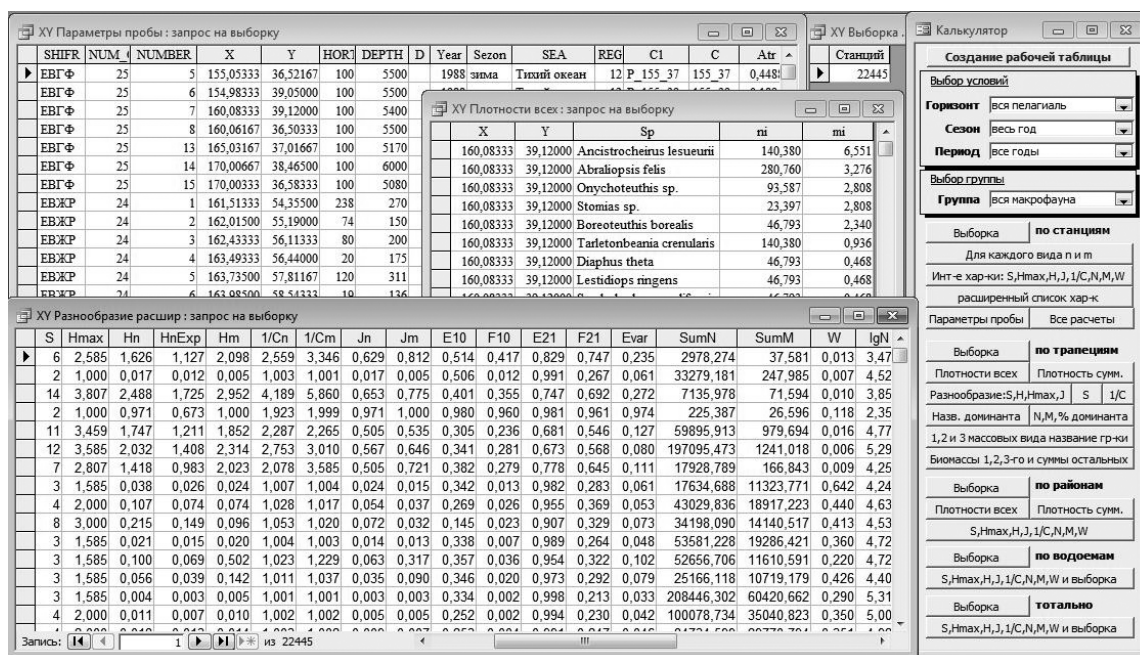 XY Параметры пробы : запрос на выборку
SHIFR NUM_ NUMBER X Y HORI DEPTH D Year Sezon SEA REG C1 C Atr
ЕВГФ 25 5 155,05333 36,52167 100 5500 1988 зима Тихий океан 12 P_155_37 155_37
ЕВГФ 25 6 154,98333 39,05000 100 5500
ЕВГФ 25 7 160,08333 39,12000 100 5400
ЕВГФ 25 8 160,06167 36,50333 100 5500
ЕВГФ 25 13 165,03167 37,01667 100 5170
ЕВГФ 25 14 170,00667 38,46500 100 6000
ЕВГФ 25 15 170,00333 36,58333 100 5080
ЕВЖР 24 1 161,51333 54,35500 238 270
ЕВЖР 24 2 162,01500 55,19000 74 150
ЕВЖР 24 3 162,43333 56,11333 80 200
ЕВЖР 24 4 163,49333 56,44000 20 175
ЕВЖР 24 5 163,73500 57,81167 120 311
ЕВЖР 24 6 163,98500 58,54333 19 136
XY Выборка
Станций
22445
XY Плотности всех : запрос на выборку
X Y Sp ni mi
160,08333 39,12000 Ancistrocheirus lesueurii 140,380 6,551
160,08333 39,12000 Abraliopsis felis 280,760 3,276
160,08333 39,12000 Onychoteuthis sp. 93,587 2,808
160,08333 39,12000 Stomias sp. 23,397 2,808
160,08333 39,12000 Boreoteuthis borealis 46,793 2,340
160,08333 39,12000 Tarletonbeania crenularis 140,380 0,936
160,08333 39,12000 Diaphus theta 46,793 0,468
160,08333 39,12000 Lestidiops ringens 46,793 0,468
XY Разнообразие расшир : запрос на выборку
S Hmax Hn HnExp Hm 1/Cn 1/Cm Jn Jm E10 F10 E21 F21 Evar SumN SumM W lgN
6 2,585 1,626 1,127 2,098 2,559 3,346 0,629 0,812 0,514 0,417 0,829 0,747 0,235 2978,274 37,581 0,013 3,47
2 1,000 0,017 0,012 0,005 1,003 1,001 0,017 0,005 0,506 0,012 0,991 0,267 0,061 33279,181 247,985 0,007 4,52
14 3,807 2,488 1,725 2,952 4,189 5,860 0,653 0,775 0,401 0,355 0,747 0,692 0,272 7135,978 71,594 0,010 3,85
2 1,000 0,971 0,673 1,000 1,923 1,999 0,971 1,000 0,980 0,960 0,981 0,961 0,974 225,387 26,596 0,118 2,35
11 3,459 1,747 1,211 1,852 2,287 2,265 0,505 0,535 0,305 0,236 0,681 0,546 0,127 59895,913 979,694 0,016 4,77
12 3,585 2,032 1,408 2,314 2,753 3,010 0,567 0,646 0,341 0,281 0,673 0,568 0,080 197095,473 1241,018 0,006 5,29
7 2,807 1,418 0,983 2,023 2,078 3,585 0,505 0,721 0,382 0,279 0,778 0,645 0,111 17928,789 166,843 0,009 4,25
3 1,585 0,038 0,026 0,024 1,007 1,004 0,024 0,015 0,342 0,013 0,982 0,283 0,061 17634,688 11323,771 0,642 4,24
4 2,000 0,107 0,074 0,074 1,028 1,017 0,054 0,037 0,269 0,026 0,955 0,369 0,053 43029,836 18917,223 0,440 4,63
8 3,000 0,215 0,149 0,096 1,053 1,020 0,072 0,032 0,145 0,023 0,907 0,329 0,073 34198,090 14140,517 0,413 4,53
3 1,585 0,021 0,015 0,020 1,004 1,003 0,014 0,013 0,338 0,007 0,989 0,264 0,048 53581,228 19286,421 0,360 4,72
3 1,585 0,100 0,069 0,502 1,023 1,229 0,063 0,317 0,357 0,036 0,954 0,322 0,102 52656,706 11610,591 0,220 4,72
3 1,585 0,056 0,039 0,142 1,011 1,037 0,035 0,090 0,346 0,020 0,973 0,292 0,079 25166,118 10719,179 0,426 4,40
3 1,585 0,004 0,003 0,005 1,001 1,001 0,003 0,003 0,334 0,002 0,998 0,213 0,033 208446,302 60420,662 0,290 5,31
4 2,000 0,011 0,007 0,010 1,002 1,002 0,005 0,005 0,252 0,002 0,994 0,230 0,042 100078,734 35040,823 0,350 5,00
Запись: 1 из 22445
Калькулятор
Создание рабочей таблицы
Выбор условий
Горизонт вся пелагиаль
Сезон весь год
Период все годы
Выбор группы
Группа вся макрофауна
Выборка по станциям
Для каждого вида n и m
Инт-е хар-ки: S,Hmax,H,J,1/C,N,M,W
расширенный список хар-к
Параметры пробы Все расчеты
Выборка по трапециям
Плотности всех Плотность сумм.
Разнообразие:S,H,Hmax,J S 1/C
Назв. доминанта N,M,% доминанта
1,2 и 3 массовых вида название гр-ки
Биомассы 1,2,3-го и суммы остальных
Выборка по районам
Плотности всех Плотность сумм.
S,Hmax,H,J,1/C,N,M,W
Выборка по водоемам
S,Hmax,H,J,1/C,N,M,W и выборка
Выборка тотально
S,Hmax,H,J,1/C,N,M,W и выборка